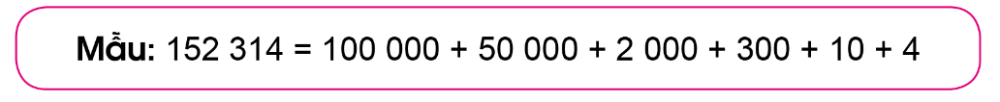 Mẫu: 152 314 = 100 000 + 50 000 + 2 000 + 300 + 10 + 4